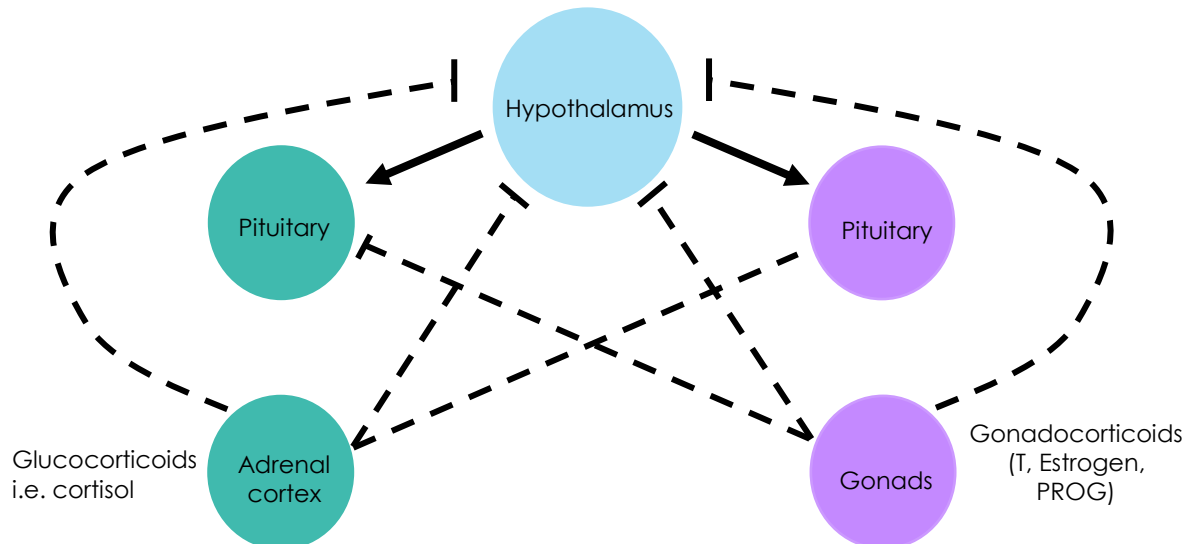 Hypothalamus
Pituitary
Pituitary
Glucocorticoids
i.e. cortisol
Adrenal
cortex
Gonads
Gonadocorticoids
(T, Estrogen,
PROG)